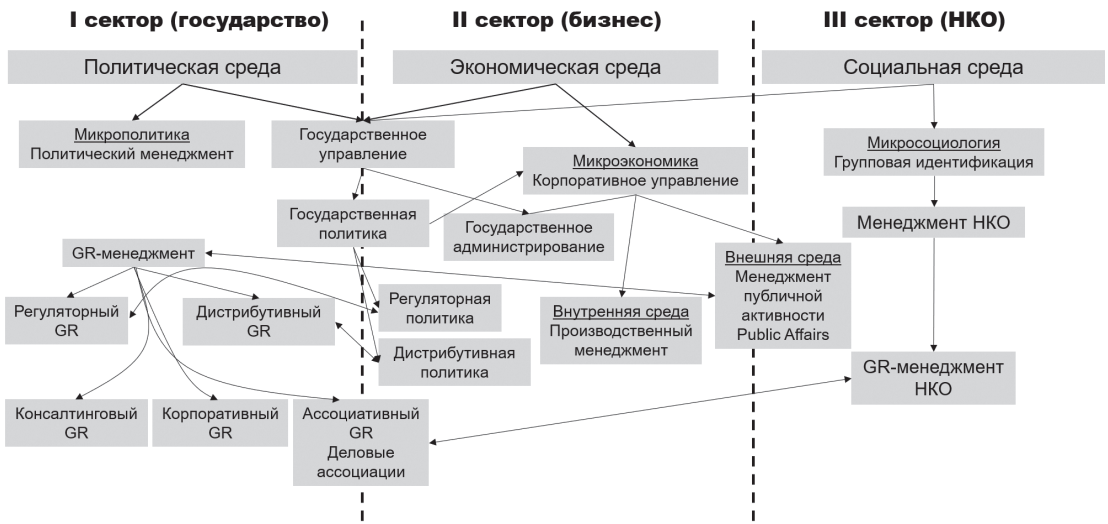 I сектор (государство)
II сектор (бизнес)
III сектор (НКО)
Политическая среда
Экономическая среда
Социальная среда
Микрополитика
Политический менеджмент
Государственное
управление
Микроэкономика
Корпоративное управление
Микросоциология
Групповая идентификация
Государственная
политика
Государственное
администрирование
Менеджмент НКО
GR-менеджмент
Внешняя среда
Менеджмент
публичной
активности
Public Affairs
Регуляторный
GR
Дистрибутивный
GR
Регуляторная
политика
Внутренняя среда
Производственный
менеджмент
Дистрибутивная
политика
GR-менеджмент
НКО
Консалтинговый
GR
Корпоративный
GR
Ассоциативный
GR
Деловые
ассоциации